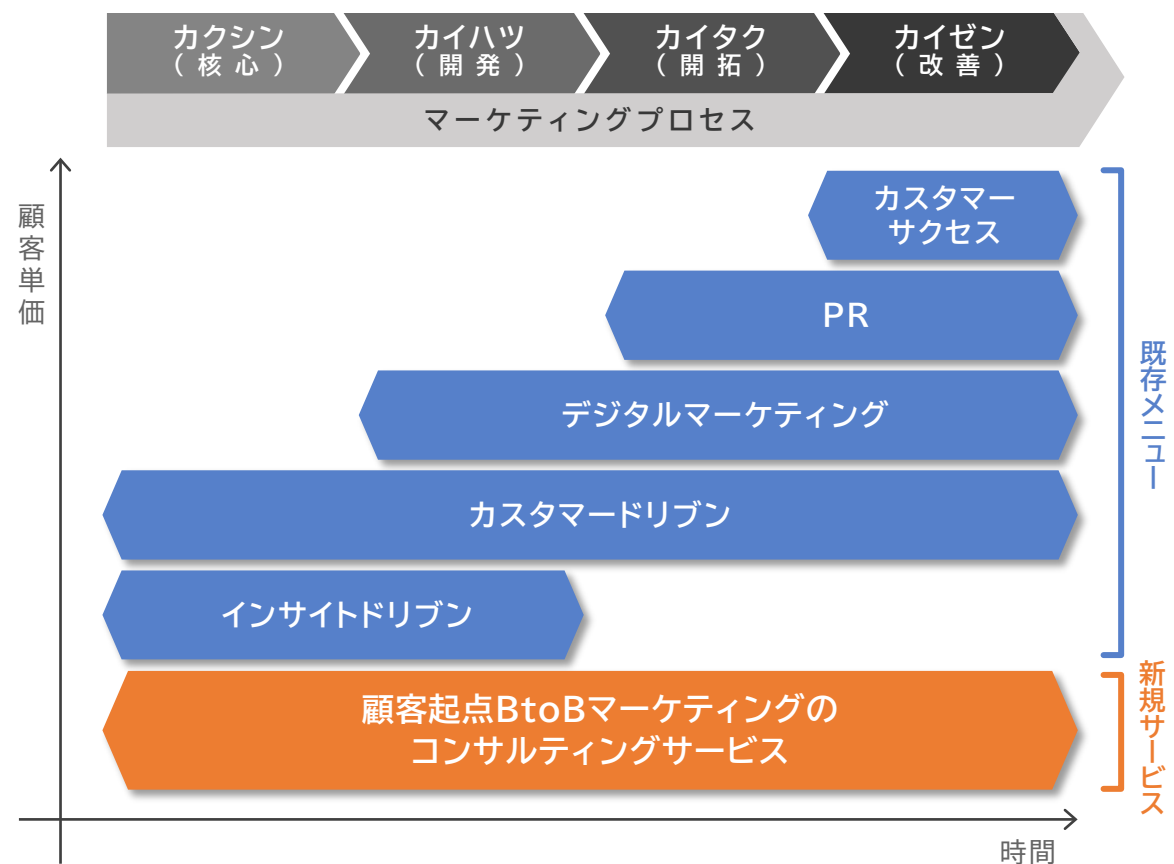 カクシン
（核心）
カイハツ
（開発）
カイタク
（開拓）
カイゼン
（改善）
マーケティングプロセス
顧客単価
カスタマー
サクセス
PR
デジタルマーケティング
カスタマードリブン
インサイトドリブン
既存メニュー
顧客起点BtoBマーケティングの
コンサルティングサービス
新規サービス
時間